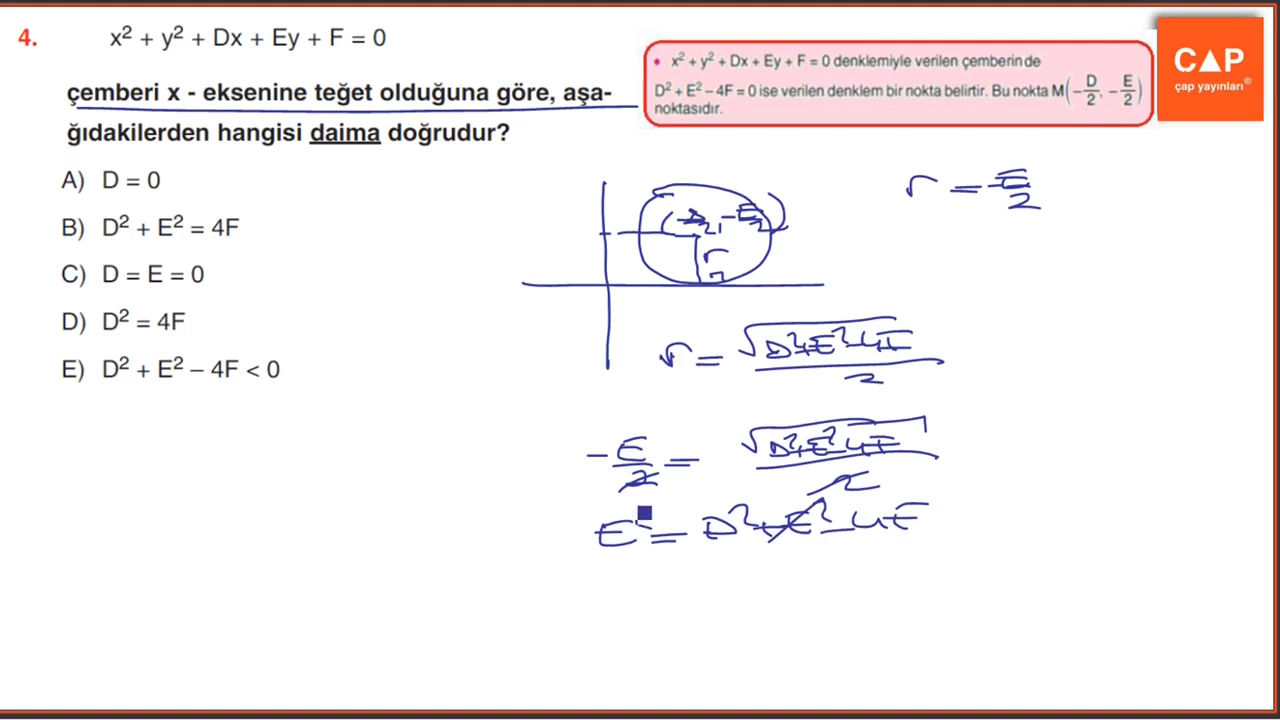 4. x² + y² + Dx + Ey + F = 0
çemberi x - eksenine teğet olduğuna göre, aşa-
ğıdakilerden hangisi daima doğrudur?
A) D = 0
B) D² + E² = 4F
C) D = E = 0
D) D² = 4F
E) D² + E² – 4F < 0
• x² + y² + Dx + Ey + F = 0 denklemiyle verilen çemberin de
D² + E² – 4F = 0 ise verilen denklem bir nokta belirtir. Bu nokta M(-D/2, -E/2)
noktasıdır.
CAP
çap yayınları®
r = -E/2
(-D/2, -E/2)
r
r = √(D²+E²-4F)/2
-E/2 = √(D²+E²-4F)/2
E² = D²+E²-4F